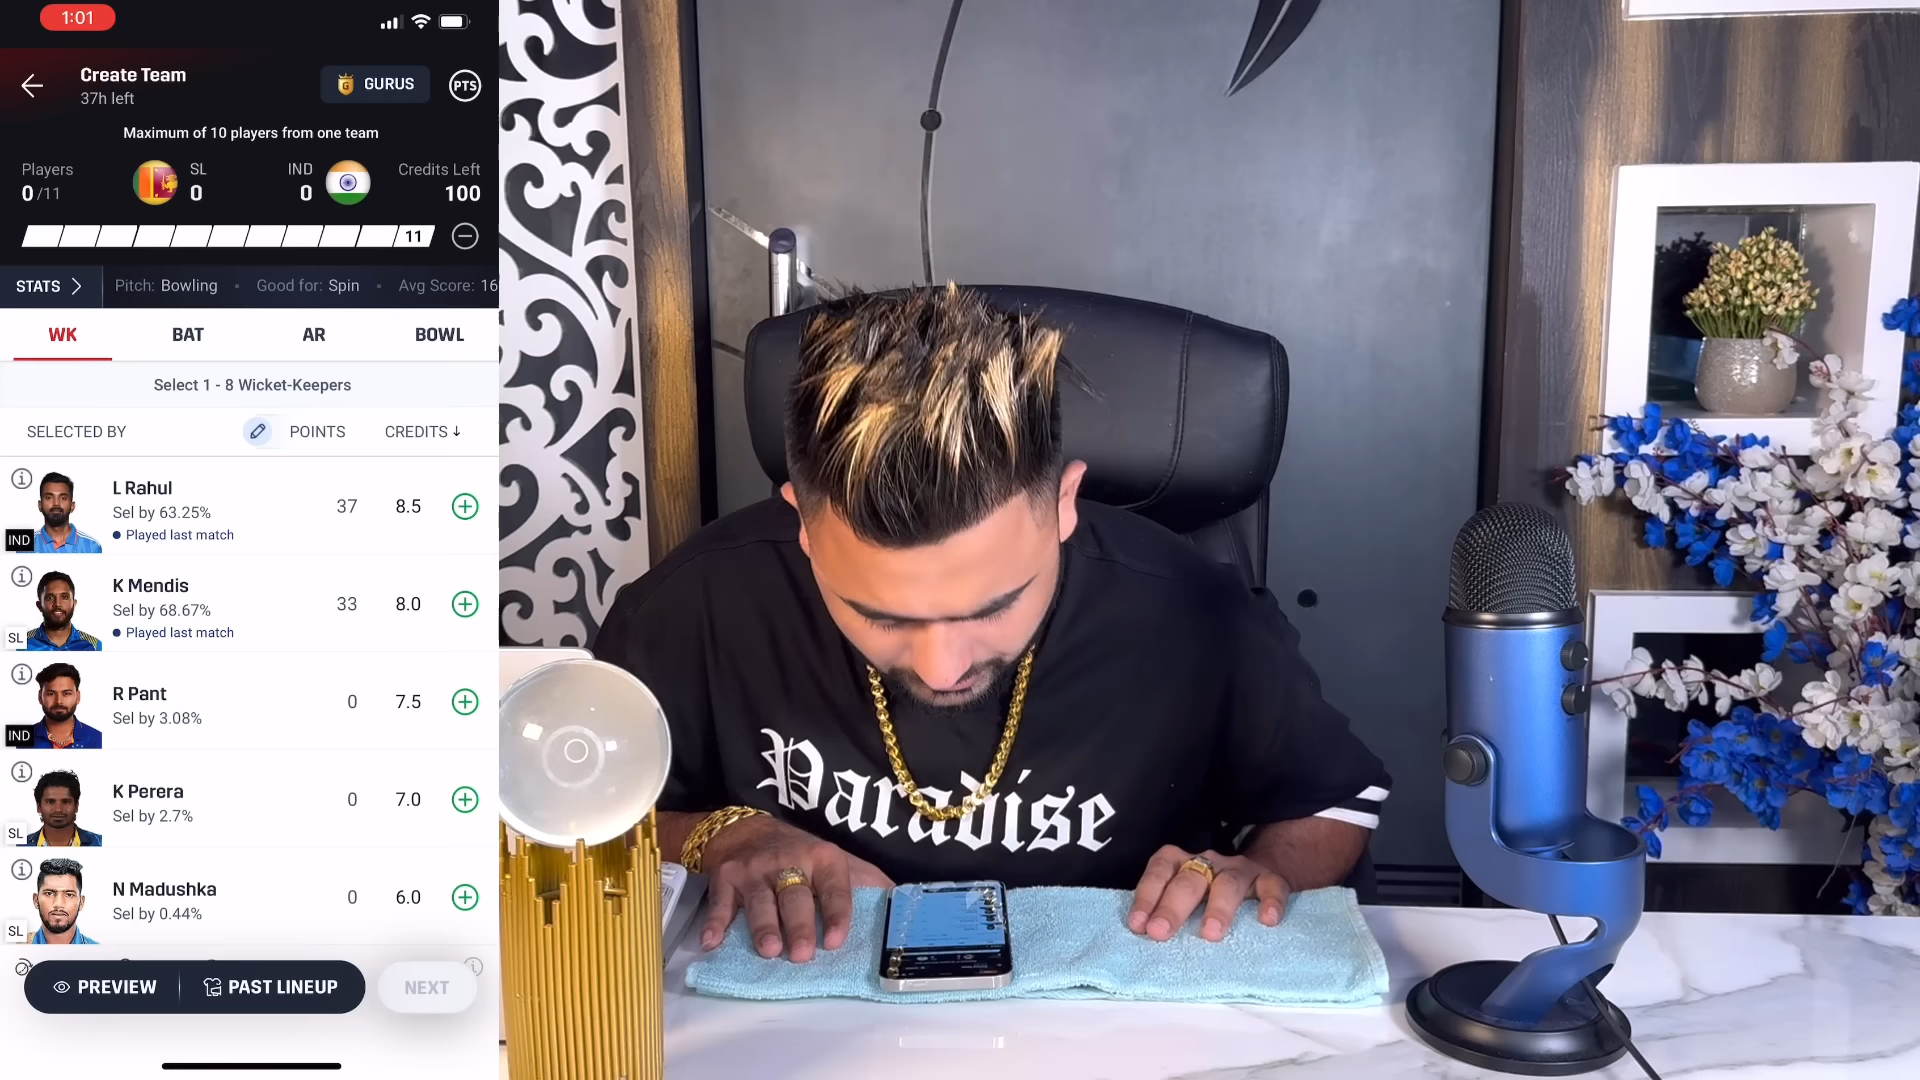 1:01
Create Team
37h left
GURUS
PTS
Maximum of 10 players from one team
Players
0 /11
SL
0
IND
0
Credits Left
100
11
STATS
Pitch: Bowling
Good for: Spin
Avg Score: 16
WK
BAT
AR
BOWL
Select 1 - 8 Wicket-Keepers
SELECTED BY
POINTS
CREDITS ↓
L Rahul
Sel by 63.25%
Played last match
IND
37
8.5
K Mendis
Sel by 68.67%
Played last match
SL
33
8.0
R Pant
Sel by 3.08%
IND
0
7.5
K Perera
Sel by 2.7%
SL
0
7.0
N Madushka
Sel by 0.44%
SL
0
6.0
PREVIEW
PAST LINEUP
NEXT
Paradise